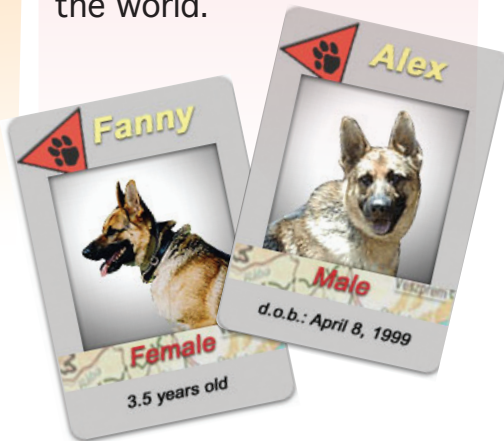 the world.
Fanny
Female
3.5 years old
Alex
Male
d.o.b.: April 8, 1999